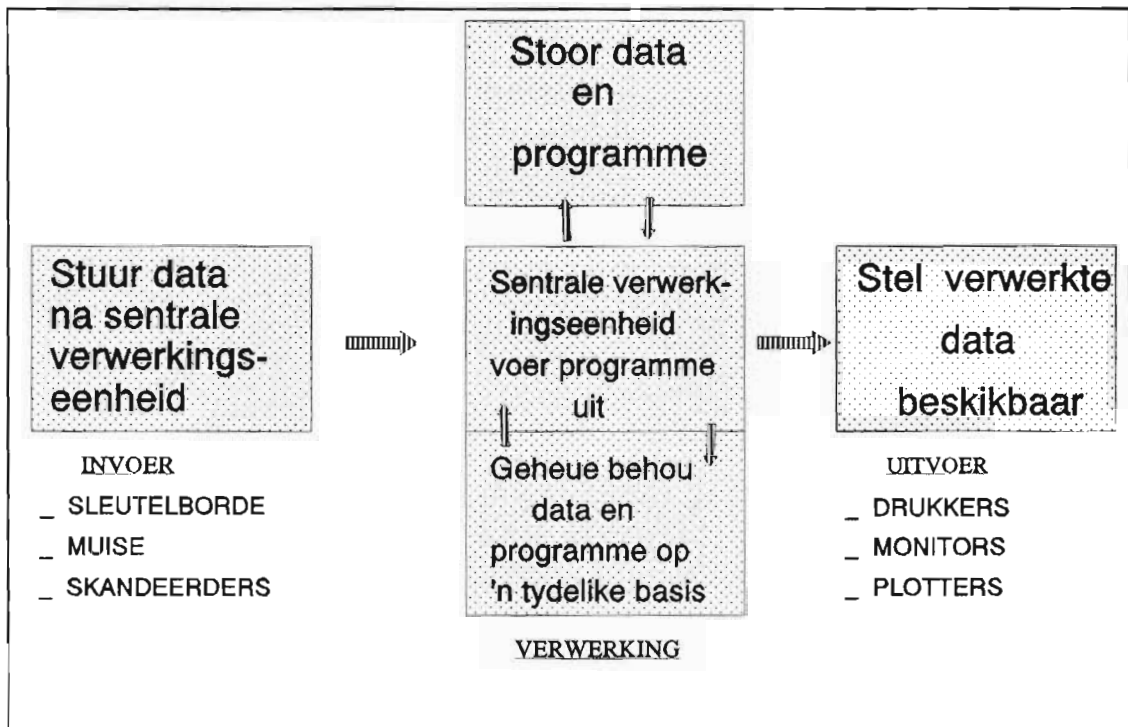 Stoor data
en
programme
Stuur data
na sentrale
verwerkings-
eenheid
INVOER
_ SLEUTELBORDE
_ MUISE
_ SKANDEERDERS
Sentrale verwerk-
ingseenheid
voer programme
uit
Geheue behou
data en
programme op
'n tydelike basis
VERWERKING
Stel verwerkte
data
beskikbaar
UITVOER
_ DRUKKERS
_ MONITORS
_ PLOTTERS